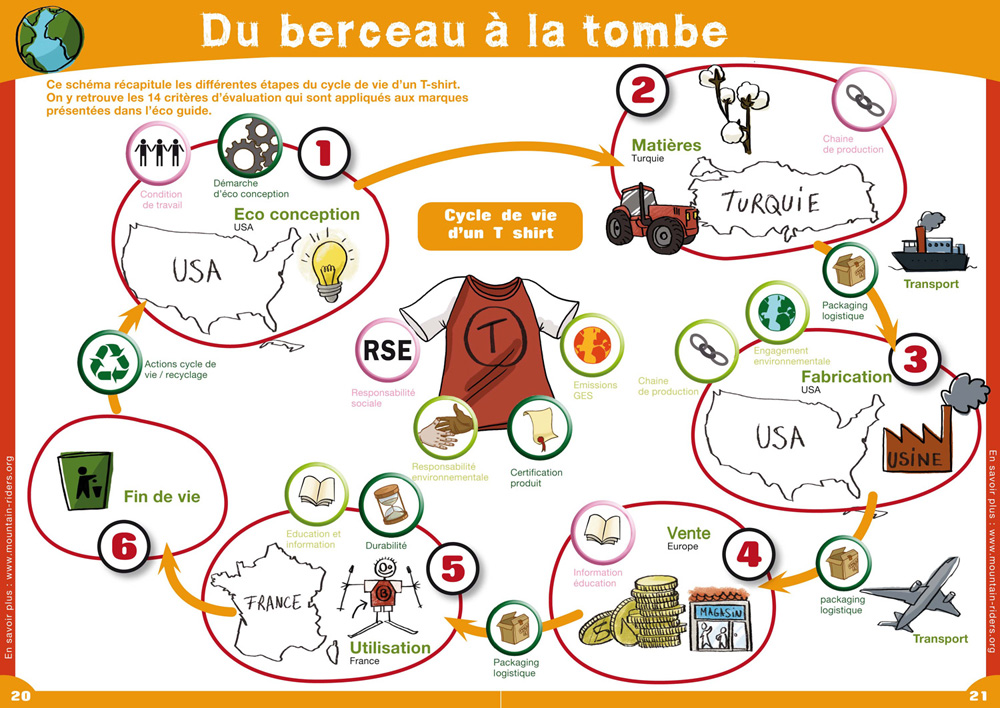 Du berceau à la tombe
Ce schéma récapitule les différentes étapes du cycle de vie d'un T-shirt.
On y retrouve les 14 critères d'évaluation qui sont appliqués aux marques
présentées dans l'éco guide.
1
Condition
de travail
Démarche
d'éco conception
Eco conception
USA
USA
2
Matières
Turquie
Chaine
de production
TURQUIE
Transport
Packaging
logistique
Cycle de vie
d'un T shirt
T
RSE
Responsabilité
sociale
Emissions
GES
Responsabilité
environnementale
Certification
produit
3
Chaine
de production
Engagement
environnementale
Fabrication
USA
USA
USINE
packaging
logistique
Transport
4
Vente
Europe
Information
éducation
MAGASIN
Packaging
logistique
5
Education et
information
Durabilité
FRANCE
B
Utilisation
France
6
Fin de vie
Actions cycle de
vie / recyclage
En savoir plus : www.mountain-riders.org
En savoir plus : www.mountain-riders.org
20
21